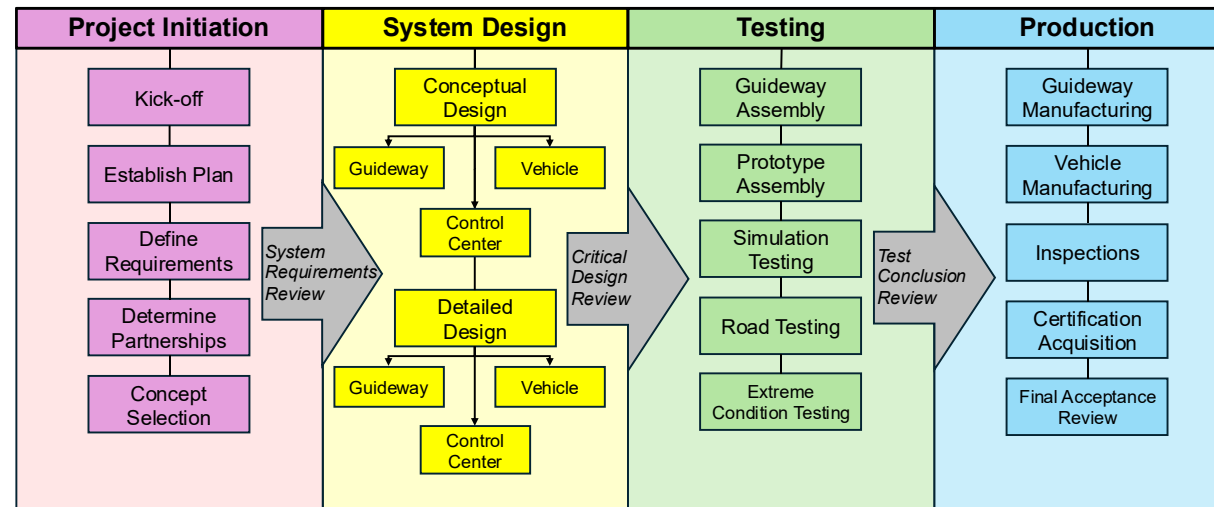 Project Initiation
System Design
Testing
Production
Kick-off
Establish Plan
Define
Requirements
Determine
Partnerships
Concept
Selection
System
Requirements
Review
Conceptual
Design
Guideway
Vehicle
Control
Center
Detailed
Design
Guideway
Vehicle
Control
Center
Critical
Design
Review
Guideway
Assembly
Prototype
Assembly
Simulation
Testing
Road Testing
Extreme
Condition Testing
Test
Conclusion
Review
Guideway
Manufacturing
Vehicle
Manufacturing
Inspections
Certification
Acquisition
Final Acceptance
Review